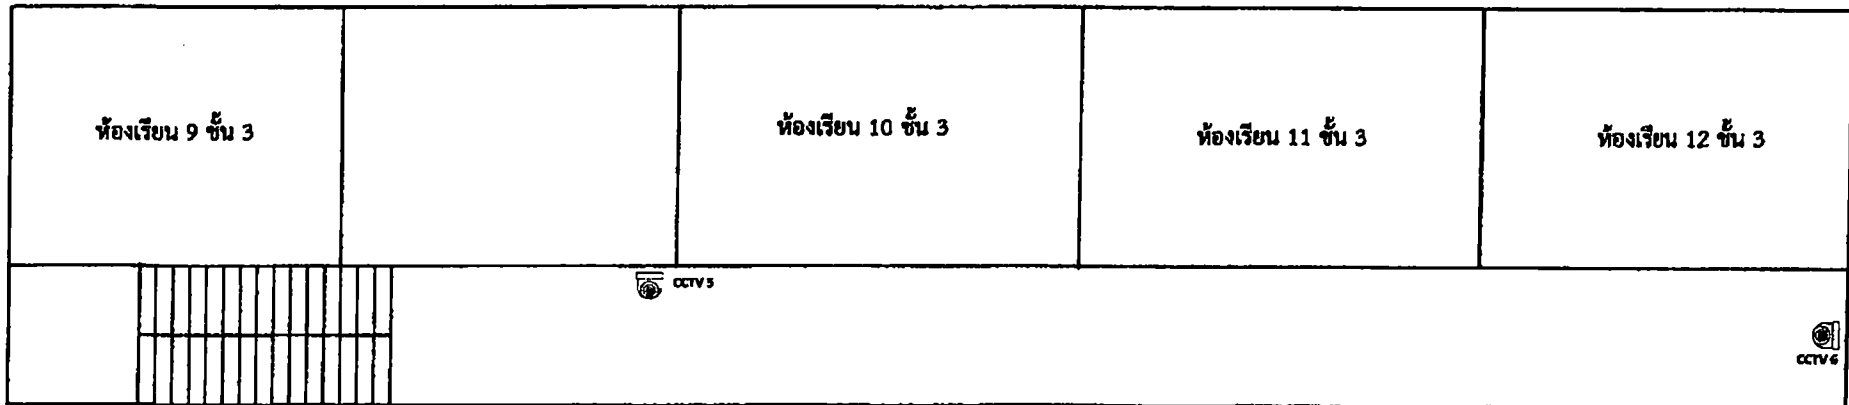 ห้องเรียน 9 ชั้น 3
ห้องเรียน 10 ชั้น 3
ห้องเรียน 11 ชั้น 3
ห้องเรียน 12 ชั้น 3
CCTV 5
CCTV 6